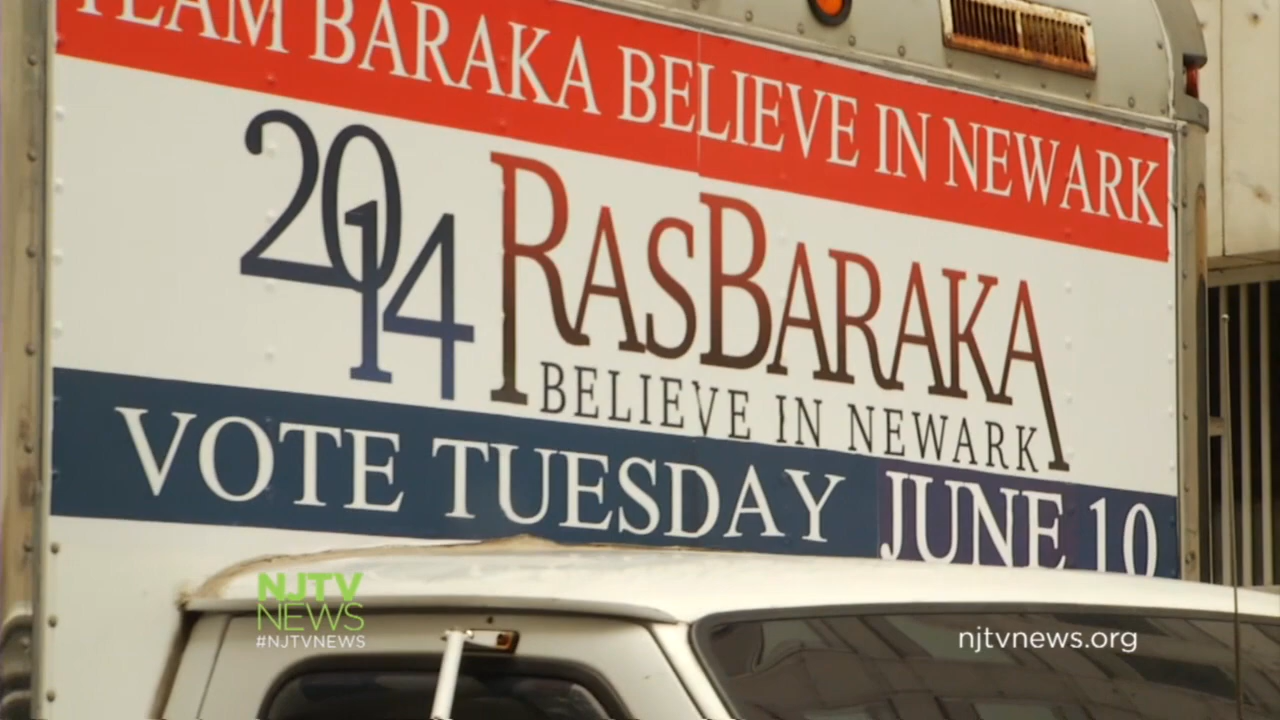 TEAM BARAKA BELIEVE IN NEWARK
2014 RASBARAKA
BELIEVE IN NEWARK
VOTE TUESDAY JUNE 10
NJTV
NEWS
#NJTVNEWS
njtvnews.org